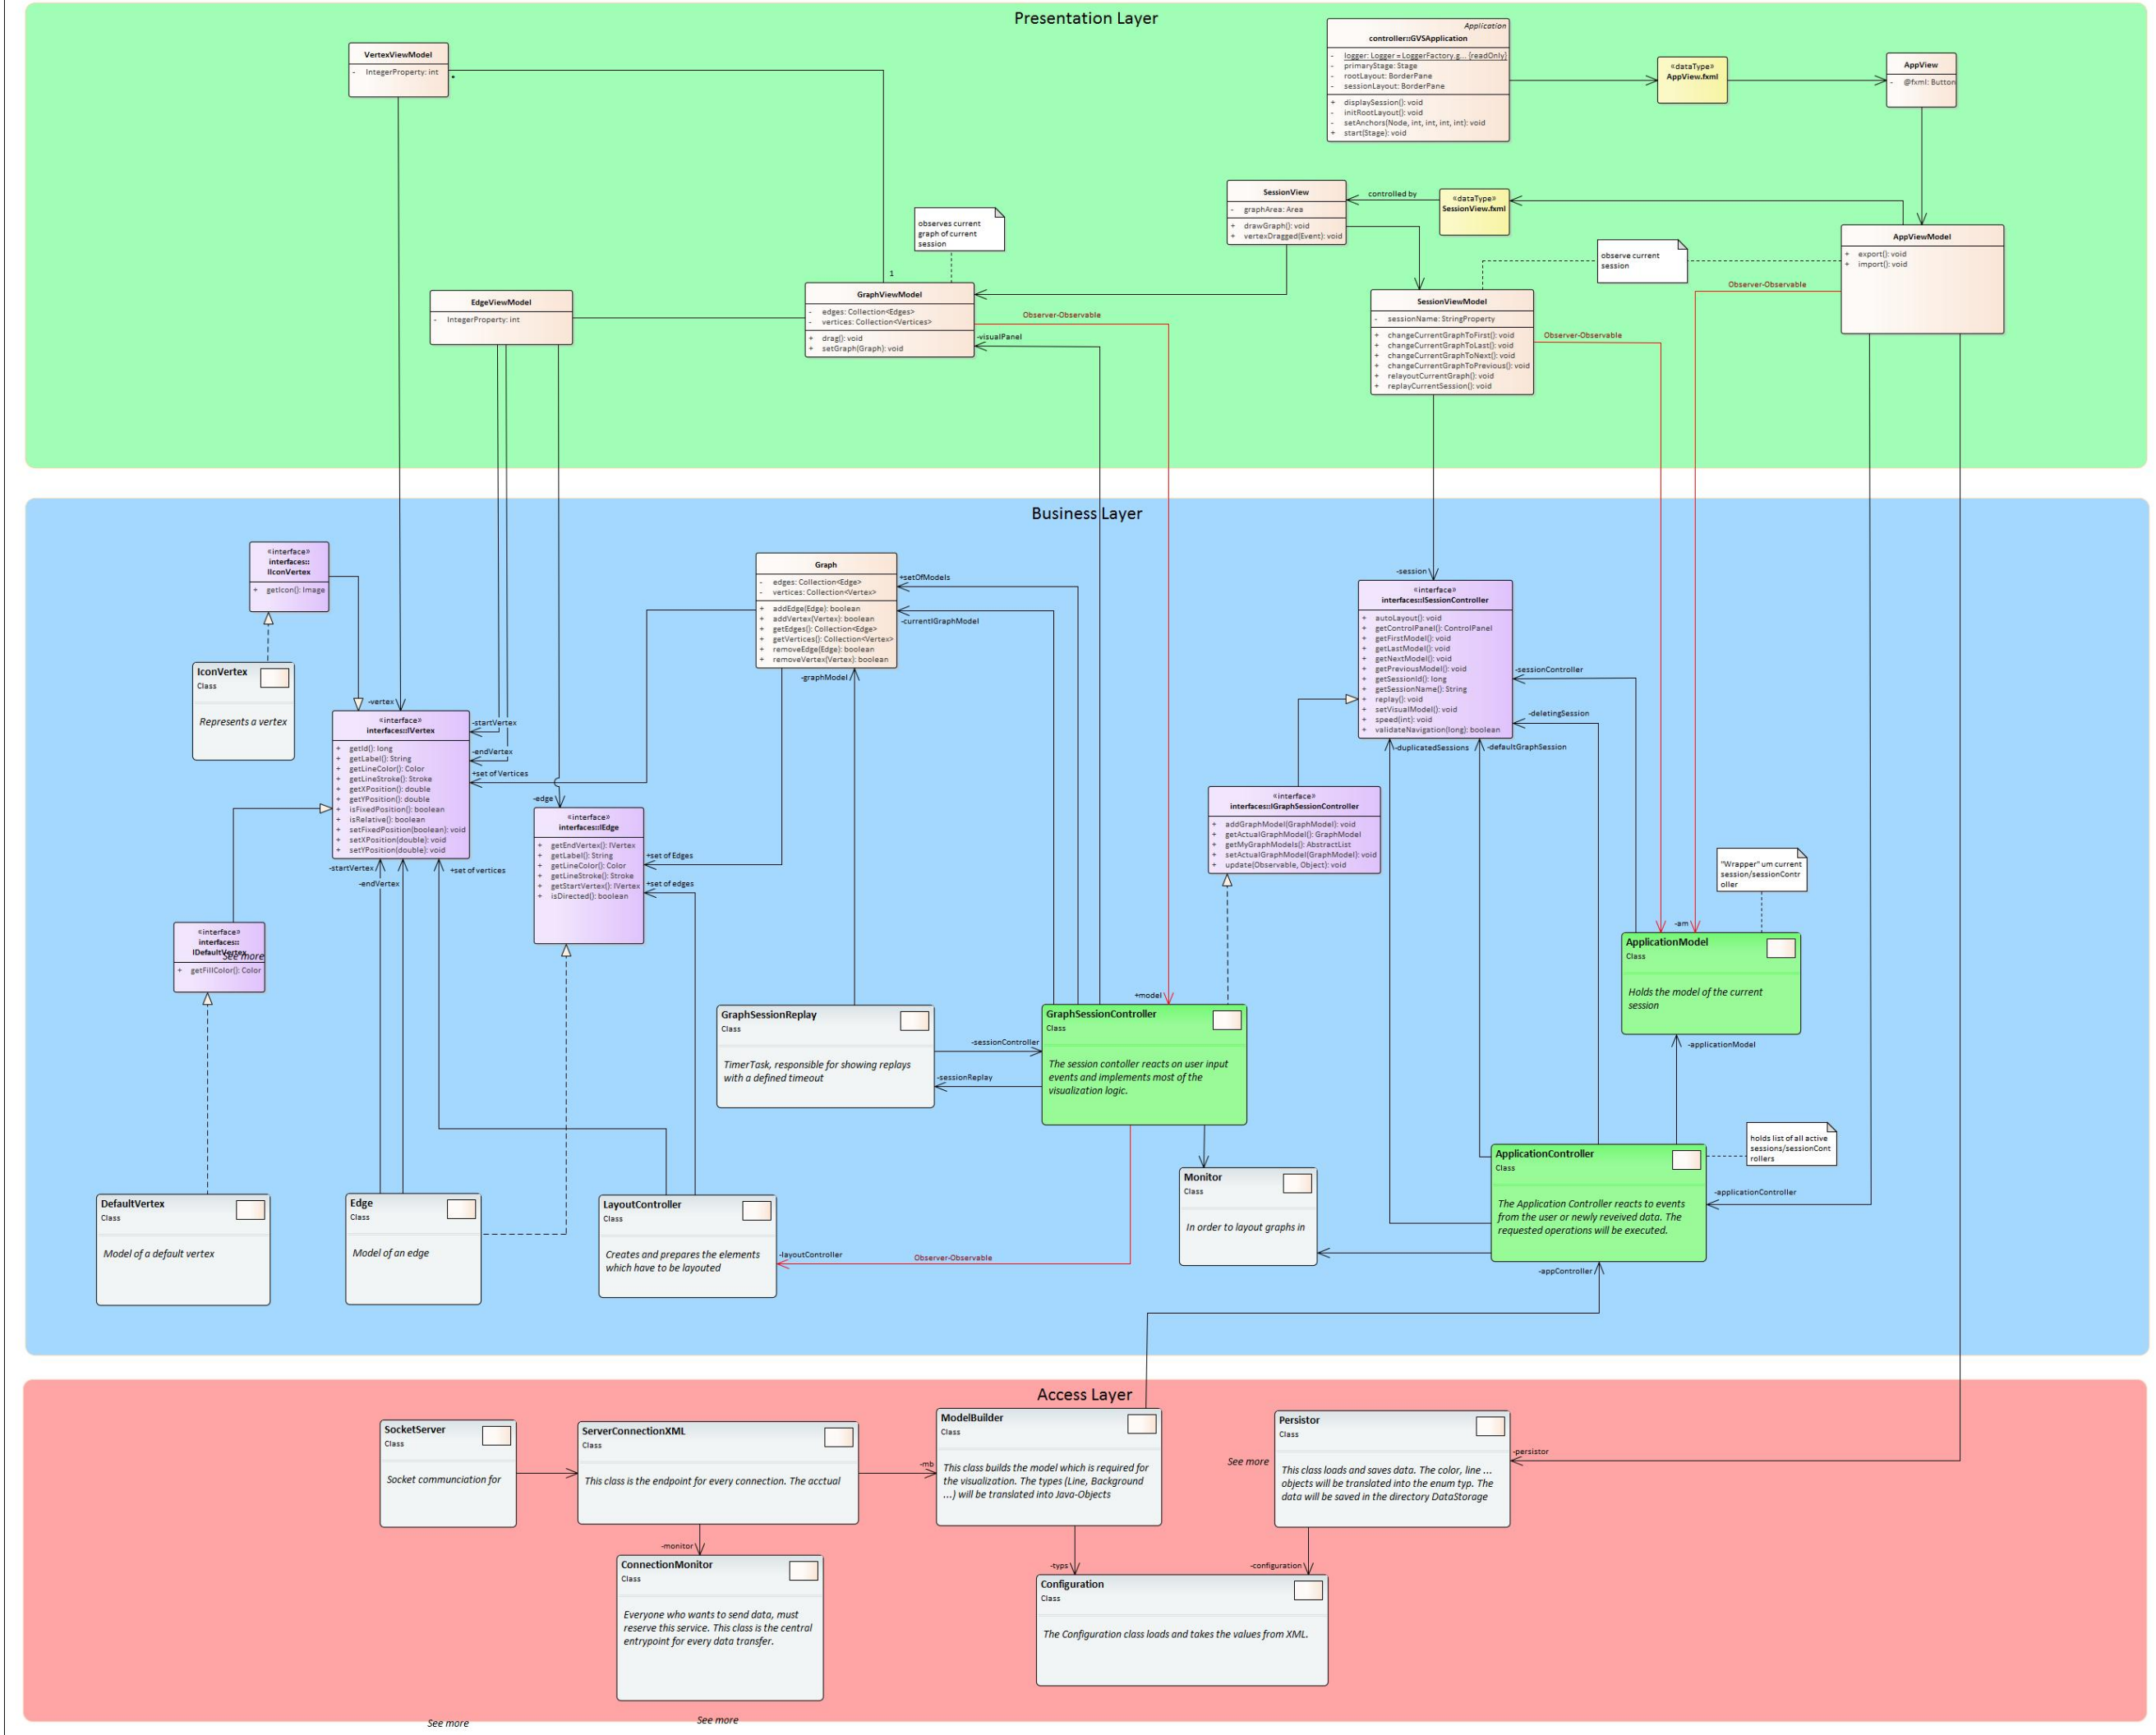 Presentation Layer
VertexViewModel
- IntegerProperty: int
*
Application
controller::GVSApplication
- logger: Logger = LoggerFactory.g... {readOnly}
- primaryStage: Stage
- rootLayout: BorderPane
- sessionLayout: BorderPane
+ displaySession(): void
- initRootLayout(): void
- setAnchors(Node, int, int, int, int): void
+ start(Stage): void
«dataType»
AppView.fxml
AppView
- @fxml: Button
SessionView
- graphArea: Area
+ drawGraph(): void
+ vertexDragged(Event): void
controlled by
«dataType»
SessionView.fxml
observes current
graph of current
session
observe current
session
AppViewModel
+ export(): void
+ import(): void
Observer-Observable
1
EdgeViewModel
- IntegerProperty: int
GraphViewModel
- edges: Collection<Edges>
- vertices: Collection<Vertices>
+ drag(): void
+ setGraph(Graph): void
Observer-Observable
-visualPanel
SessionViewModel
- sessionName: StringProperty
+ changeCurrentGraphToFirst(): void
+ changeCurrentGraphToLast(): void
+ changeCurrentGraphToNext(): void
+ changeCurrentGraphToPrevious(): void
+ relayoutCurrentGraph(): void
+ replayCurrentSession(): void
Observer-Observable
Business Layer
«interface»
interfaces::
IIconVertex
+ getIcon(): Image
IconVertex
Class
Represents a vertex
Graph
- edges: Collection<Edge>
- vertices: Collection<Vertex>
+ addEdge(Edge): boolean
+ addVertex(Vertex): boolean
+ getEdges(): Collection<Edge>
+ getVertices(): Collection<Vertex>
+ removeEdge(Edge): boolean
+ removeVertex(Vertex): boolean
+setOfModels
-currentIGraphModel
-graphModel
-session
«interface»
interfaces::ISessionController
+ autoLayout(): void
+ getControlPanel(): ControlPanel
+ getFirstModel(): void
+ getLastModel(): void
+ getNextModel(): void
+ getPreviousModel(): void
+ getSessionId(): long
+ getSessionName(): String
+ replay(): void
+ setVisualModel(): void
+ speed(int): void
+ validateNavigation(long): boolean
-sessionController
-deletingSession
-duplicatedSessions
-defaultGraphSession
-vertex
«interface»
interfaces::IVertex
+ getId(): long
+ getLabel(): String
+ getLineColor(): Color
+ getLineStroke(): Stroke
+ getXPosition(): double
+ getYPosition(): double
+ isFixedPosition(): boolean
+ isRelative(): boolean
+ setFixedPosition(boolean): void
+ setXPosition(double): void
+ setYPosition(double): void
-startVertex
-endVertex
+set of Vertices
-startVertex
-endVertex
+set of vertices
-edge
«interface»
interfaces::IEdge
+ getEndVertex(): IVertex
+ getLabel(): String
+ getLineColor(): Color
+ getLineStroke(): Stroke
+ getStartVertex(): IVertex
+ isDirected(): boolean
+set of Edges
+set of edges
«interface»
interfaces::IGraphSessionController
+ addGraphModel(GraphModel): void
+ getActualGraphModel(): GraphModel
+ getMyGraphModels(): AbstractList
+ setActualGraphModel(GraphModel): void
+ update(Observable, Object): void
"Wrapper" um current
session/sessionContr
oller
«interface»
interfaces::
IDefaultVertex
See more
+ getFillColor(): Color
-am
ApplicationModel
Class
Holds the model of the current
session
-applicationModel
GraphSessionReplay
Class
TimerTask, responsible for showing replays
with a defined timeout
-sessionController
-sessionReplay
+model
GraphSessionController
Class
The session contoller reacts on user input
events and implements most of the
visualization logic.
holds list of all active
sessions/sessionCont
rollers
ApplicationController
Class
The Application Controller reacts to events
from the user or newly reveived data. The
requested operations will be executed.
-applicationController
-appController
Monitor
Class
In order to layout graphs in
DefaultVertex
Class
Model of a default vertex
Edge
Class
Model of an edge
LayoutController
Class
Creates and prepares the elements
which have to be layouted
-layoutController
Observer-Observable
Access Layer
SocketServer
Class
Socket communciation for
ServerConnectionXML
Class
This class is the endpoint for every connection. The acctual
-mb
ModelBuilder
Class
This class builds the model which is required for
the visualization. The types (Line, Background
...) will be translated into Java-Objects
See more
Persistor
Class
This class loads and saves data. The color, line ...
objects will be translated into the enum typ. The
data will be saved in the directory DataStorage
-persistor
-monitor
ConnectionMonitor
Class
Everyone who wants to send data, must
reserve this service. This class is the central
entrypoint for every data transfer.
-typs
-configuration
Configuration
Class
The Configuration class loads and takes the values from XML.
See more
See more